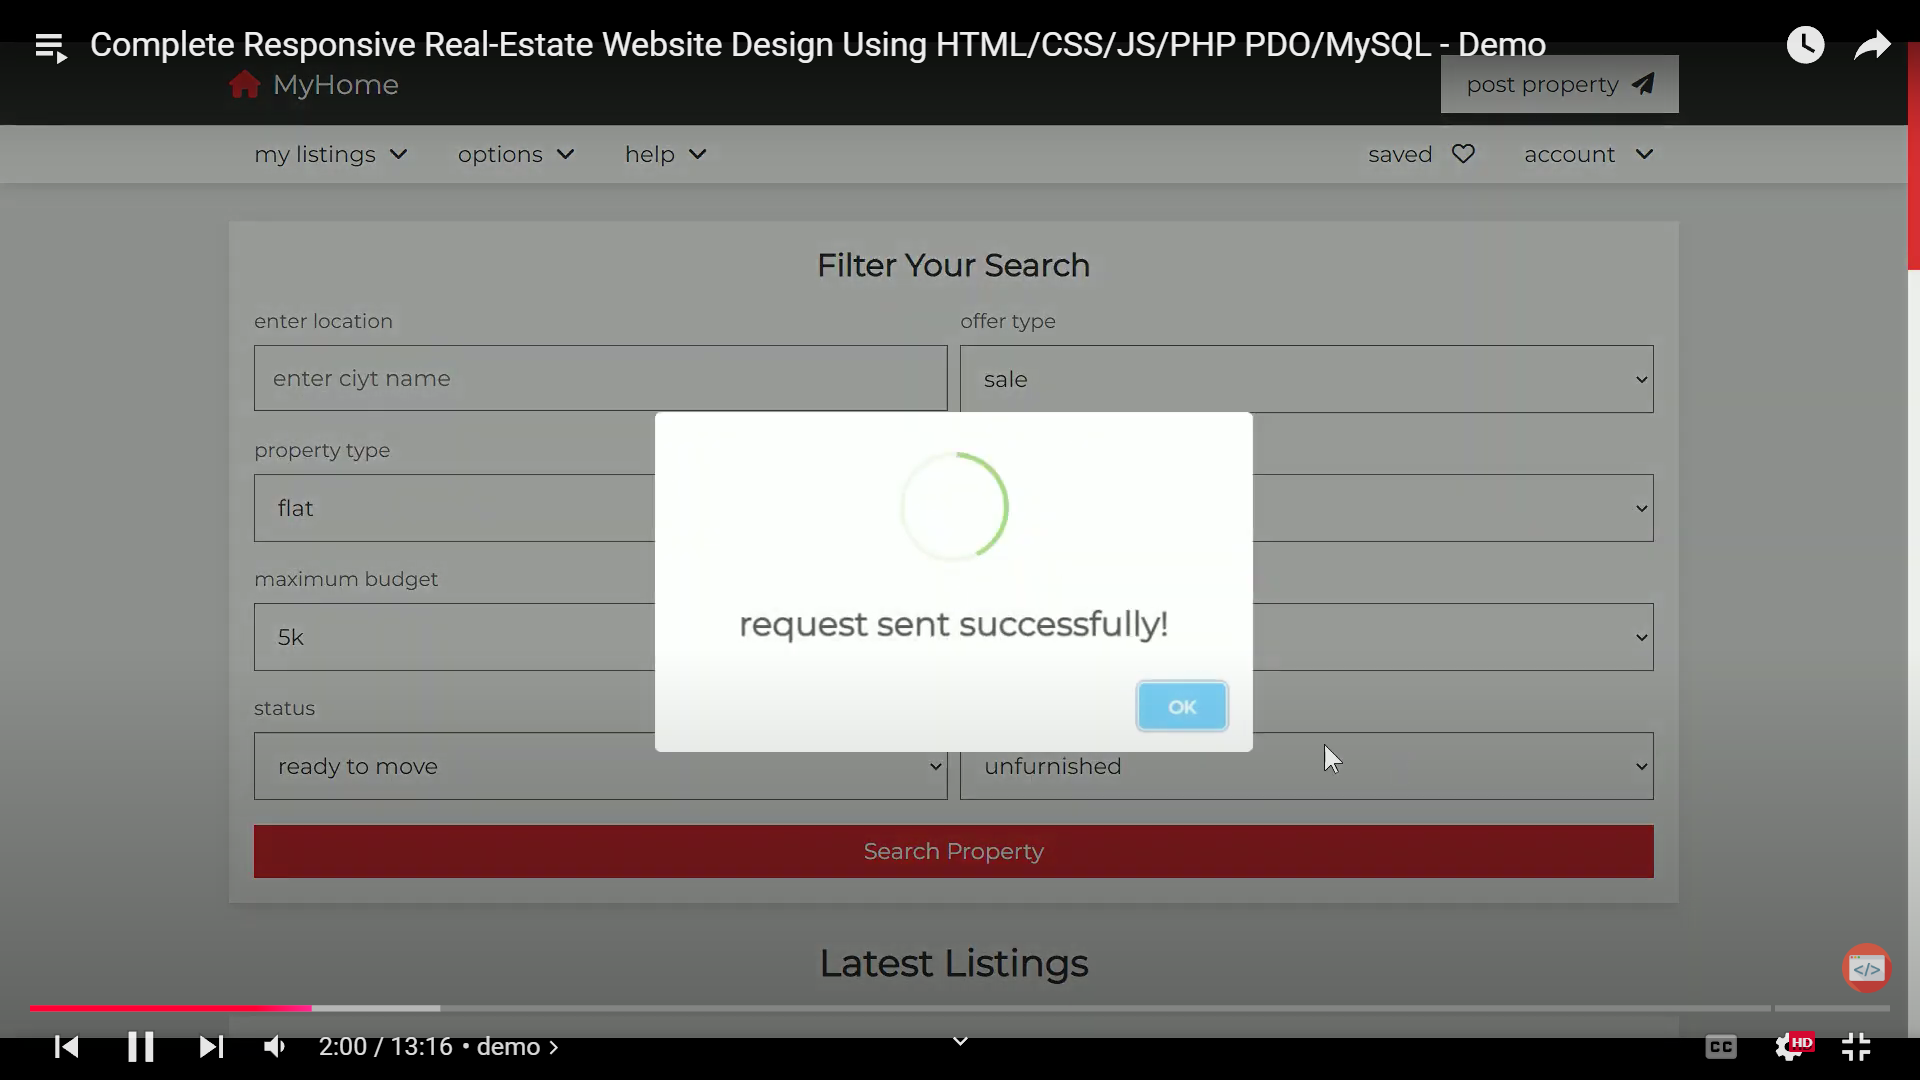 Complete Responsive Real-Estate Website Design Using HTML/CSS/JS/PHP PDO/MySQL - Demo
MyHome
post property
my listings
options
help
saved
account
Filter Your Search
enter location
offer type
enter ciyt name
sale
property type
flat
maximum budget
5k
request sent successfully!
OK
status
ready to move
unfurnished
Search Property
Latest Listings
</>
2:00 / 13:16 • demo >
CC
HD